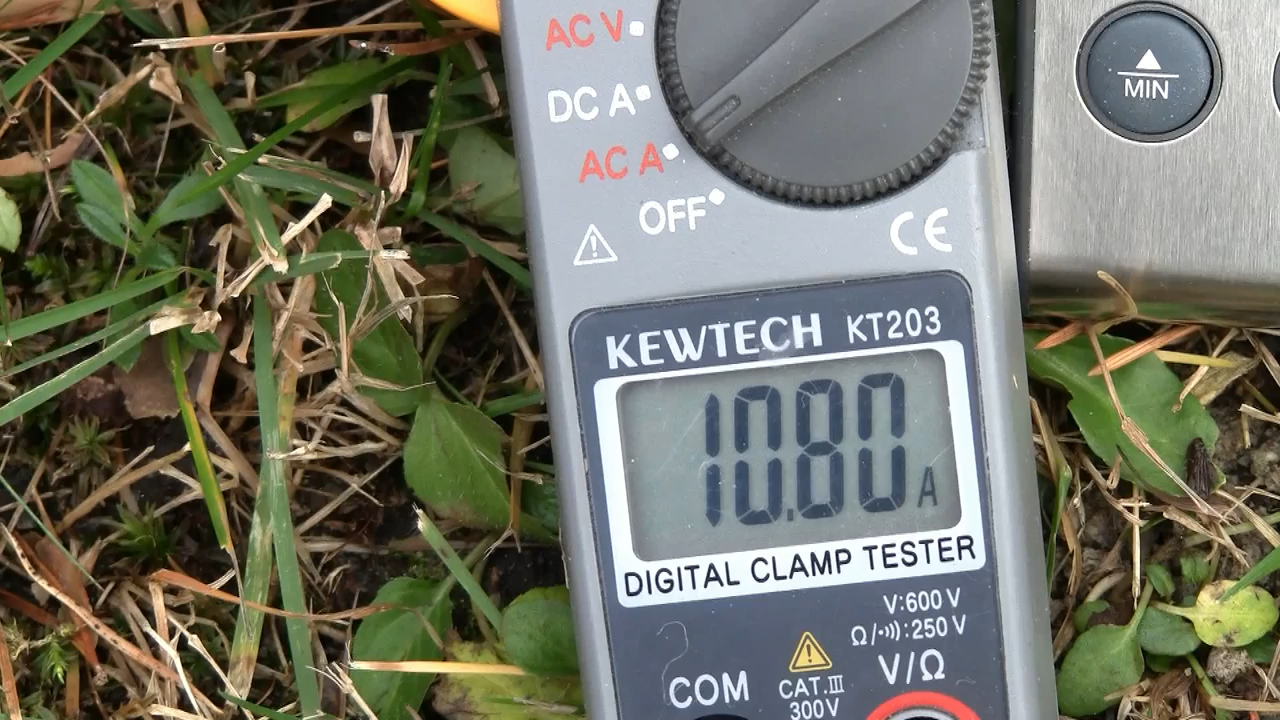 AC V
DC A
AC A
OFF
CE
MIN
KEWTECH KT203
10.80 A
DIGITAL CLAMP TESTER
V:600 V
Ω/•))):250 V
COM
CAT.III
300V
V/Ω